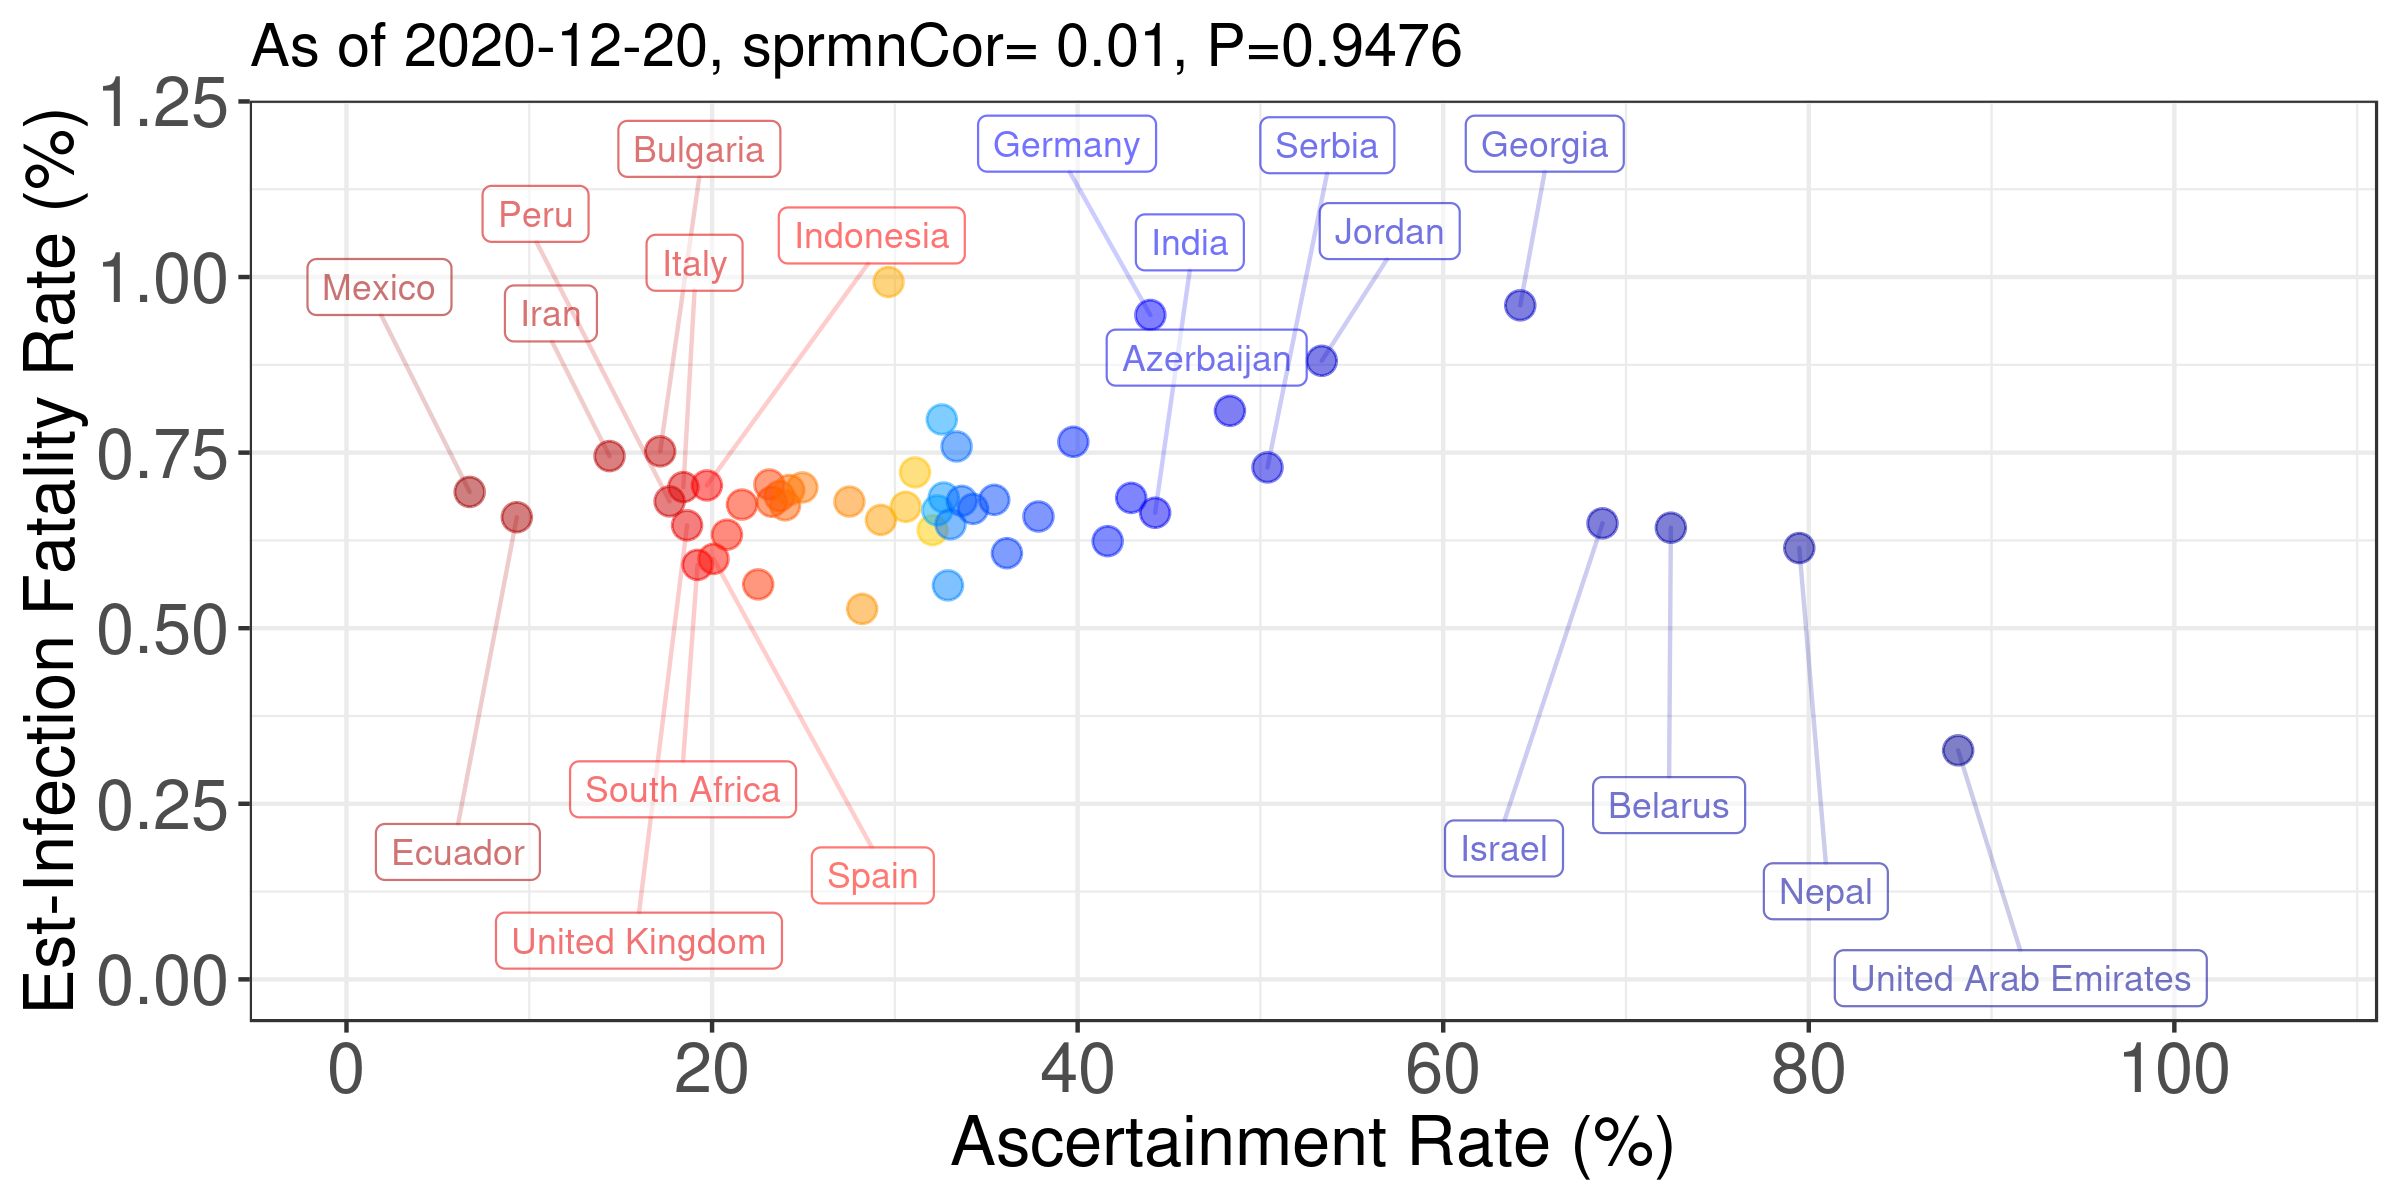 As of 2020-12-20, sprmnCor= 0.01, P=0.9476
Est-Infection Fatality Rate (%)
1.25
1.00
0.75
0.50
0.25
0.00
Bulgaria
Germany
Serbia
Georgia
Peru
Indonesia
India
Jordan
Italy
Mexico
Iran
Azerbaijan
South Africa
Belarus
Ecuador
Israel
Spain
Nepal
United Kingdom
United Arab Emirates
0
20
40
60
80
100
Ascertainment Rate (%)